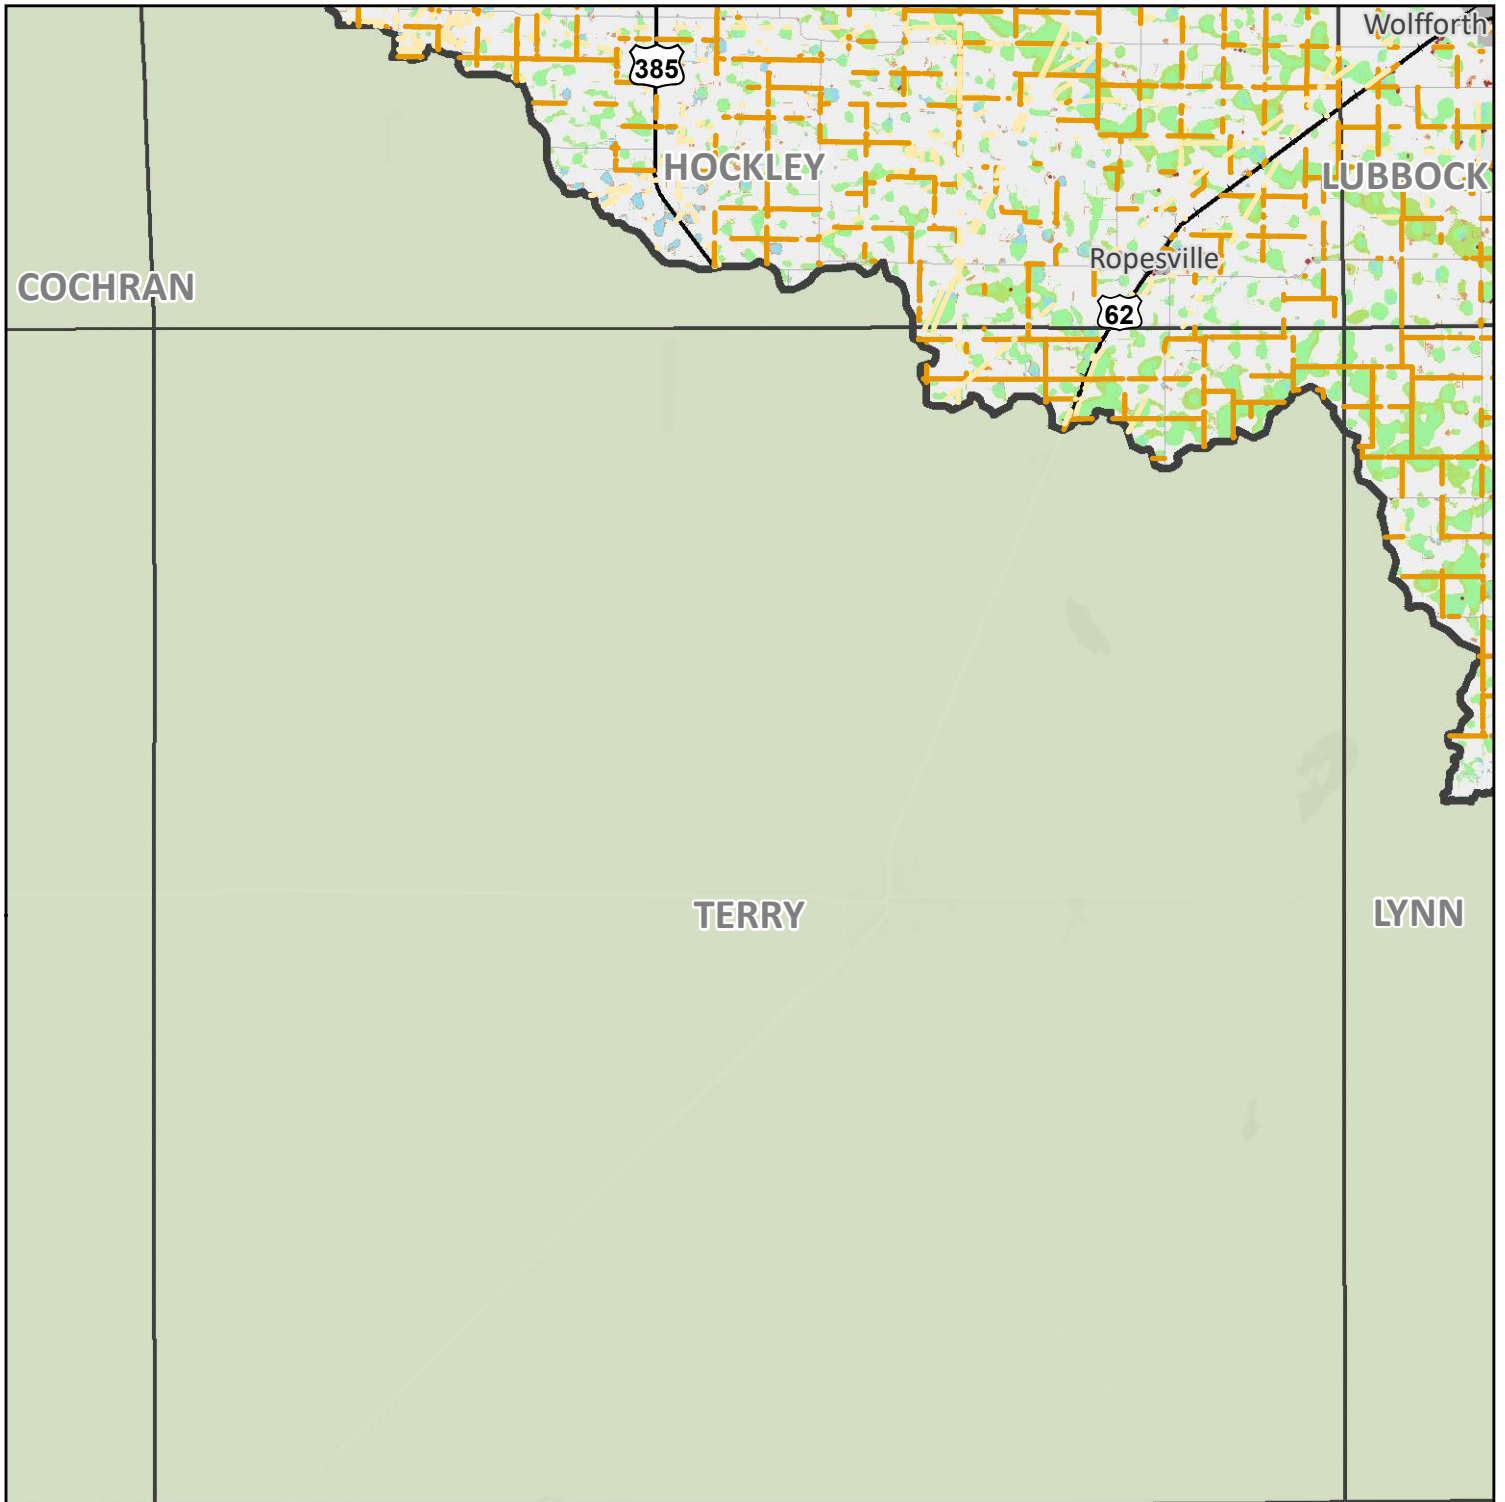 Wolfforth
385
HOCKLEY
LUBBOCK
Ropesville
COCHRAN
62
TERRY
LYNN